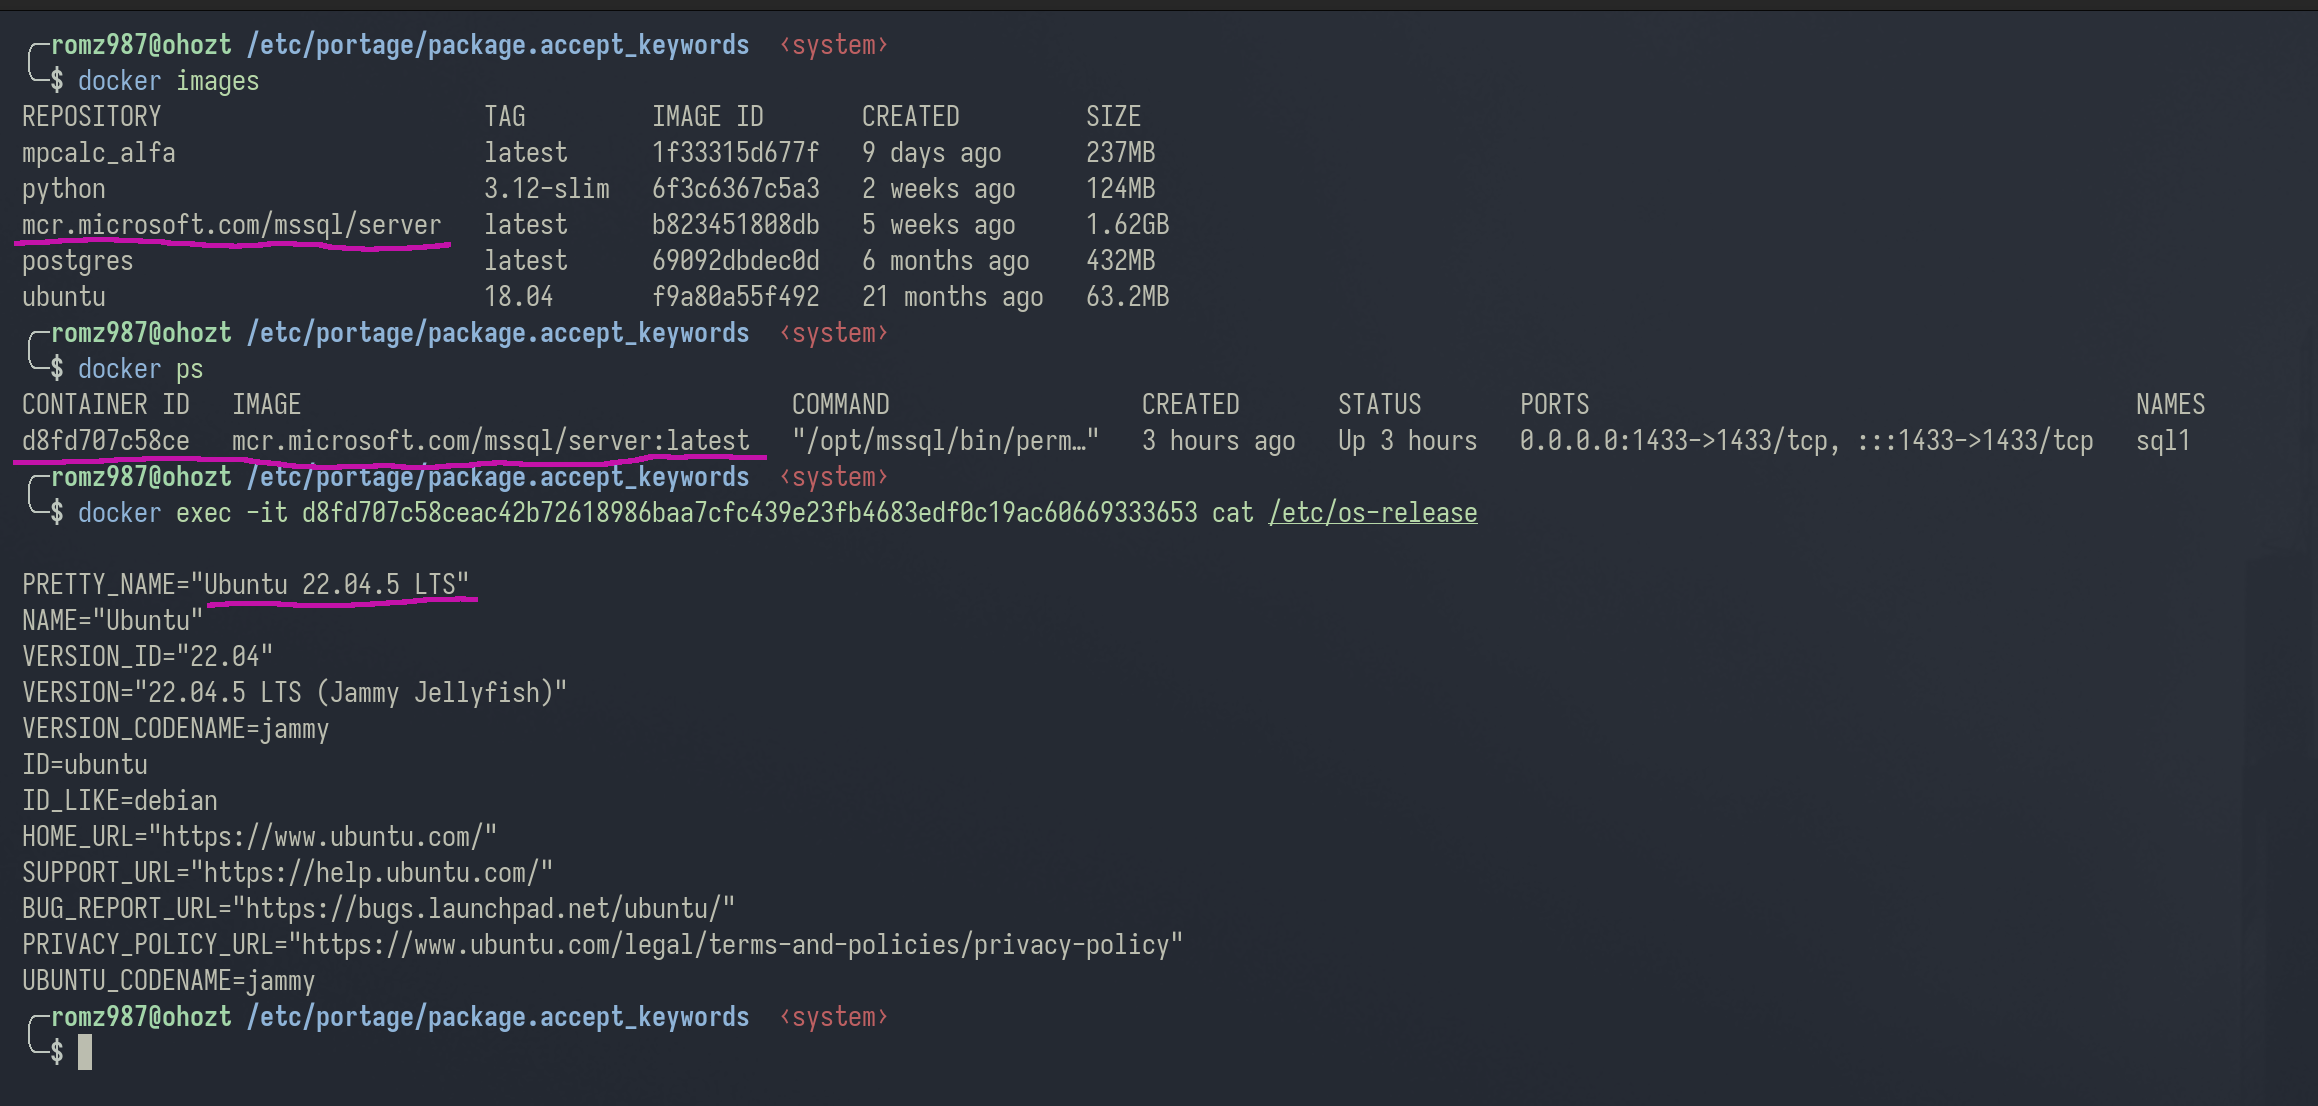 romz987@ohozt /etc/portage/package.accept_keywords ‹system›
$ docker images
REPOSITORY TAG IMAGE ID CREATED SIZE
mpcalc_alfa latest 1f33315d677f 9 days ago 237MB
python 3.12-slim 6f3c6367c5a3 2 weeks ago 124MB
mcr.microsoft.com/mssql/server latest b823451808db 5 weeks ago 1.62GB
postgres latest 69092dbdec0d 6 months ago 432MB
ubuntu 18.04 f9a80a55f492 21 months ago 63.2MB
romz987@ohozt /etc/portage/package.accept_keywords ‹system›
$ docker ps
CONTAINER ID IMAGE COMMAND CREATED STATUS PORTS NAMES
d8fd707c58ce mcr.microsoft.com/mssql/server:latest "/opt/mssql/bin/perm…" 3 hours ago Up 3 hours 0.0.0.0:1433->1433/tcp, :::1433->1433/tcp sql1
romz987@ohozt /etc/portage/package.accept_keywords ‹system›
$ docker exec -it d8fd707c58ceac42b72618986baa7cfc439e23fb4683edf0c19ac60669333653 cat /etc/os-release
PRETTY_NAME="Ubuntu 22.04.5 LTS"
NAME="Ubuntu"
VERSION_ID="22.04"
VERSION="22.04.5 LTS (Jammy Jellyfish)"
VERSION_CODENAME=jammy
ID=ubuntu
ID_LIKE=debian
HOME_URL="https://www.ubuntu.com/"
SUPPORT_URL="https://help.ubuntu.com/"
BUG_REPORT_URL="https://bugs.launchpad.net/ubuntu/"
PRIVACY_POLICY_URL="https://www.ubuntu.com/legal/terms-and-policies/privacy-policy"
UBUNTU_CODENAME=jammy
romz987@ohozt /etc/portage/package.accept_keywords ‹system›
$